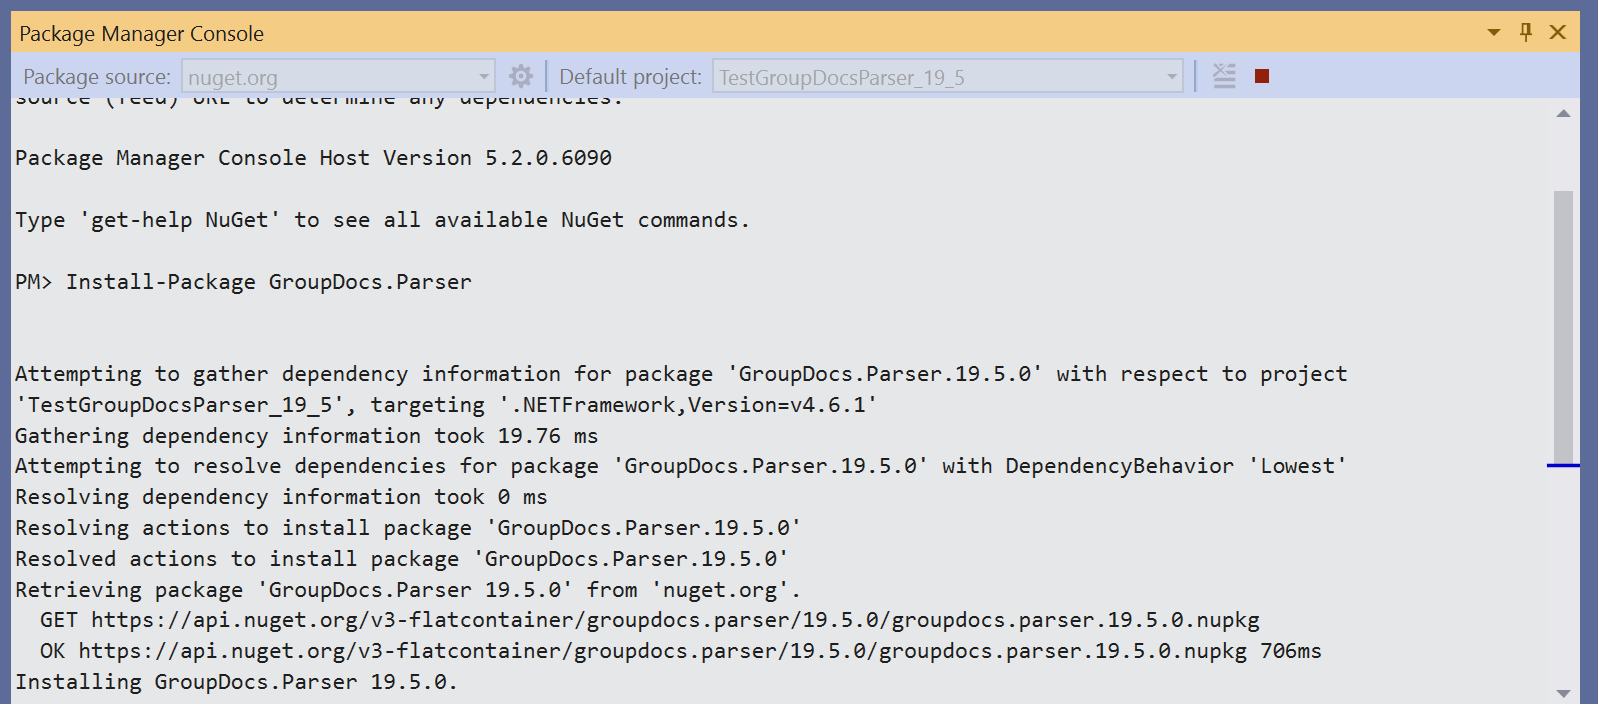 Package Manager Console
Package source: nuget.org Default project: TestGroupDocsParser_19_5
source (feed) URL to determine any dependencies.
Package Manager Console Host Version 5.2.0.6090
Type 'get-help NuGet' to see all available NuGet commands.
PM> Install-Package GroupDocs.Parser
Attempting to gather dependency information for package 'GroupDocs.Parser.19.5.0' with respect to project
'TestGroupDocsParser_19_5', targeting '.NETFramework,Version=v4.6.1'
Gathering dependency information took 19.76 ms
Attempting to resolve dependencies for package 'GroupDocs.Parser.19.5.0' with DependencyBehavior 'Lowest'
Resolving dependency information took 0 ms
Resolving actions to install package 'GroupDocs.Parser.19.5.0'
Resolved actions to install package 'GroupDocs.Parser.19.5.0'
Retrieving package 'GroupDocs.Parser 19.5.0' from 'nuget.org'.
GET https://api.nuget.org/v3-flatcontainer/groupdocs.parser/19.5.0/groupdocs.parser.19.5.0.nupkg
OK https://api.nuget.org/v3-flatcontainer/groupdocs.parser/19.5.0/groupdocs.parser.19.5.0.nupkg 706ms
Installing GroupDocs.Parser 19.5.0.